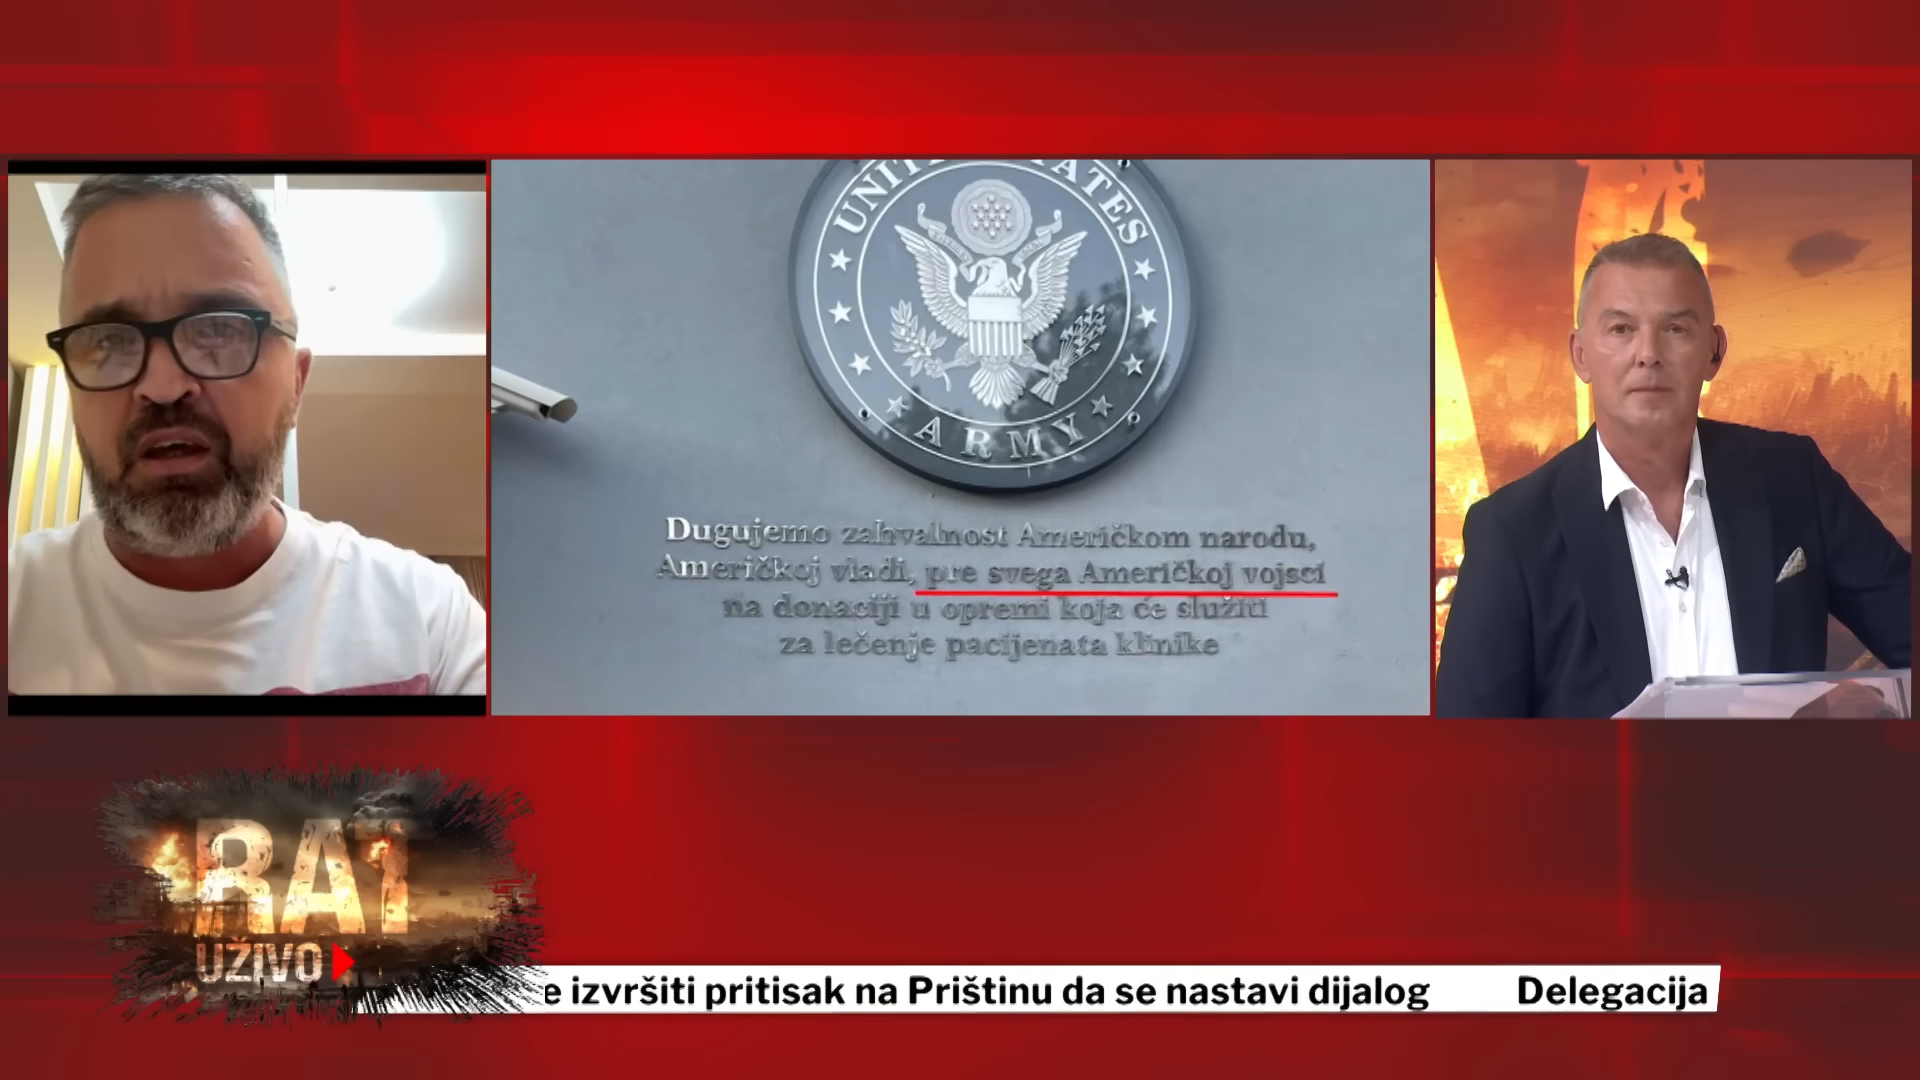 UNITED STATES
ARMY
Dugujemo zahvalnost Američkom narodu,
Američkoj vladi, pre svega Američkoj vojsci
na donaciji u opremi koja će služiti
za lečenje pacijenata klinike
RAT
UŽIVO
e izvršiti pritisak na Prištinu da se nastavi dijalog
Delegacija